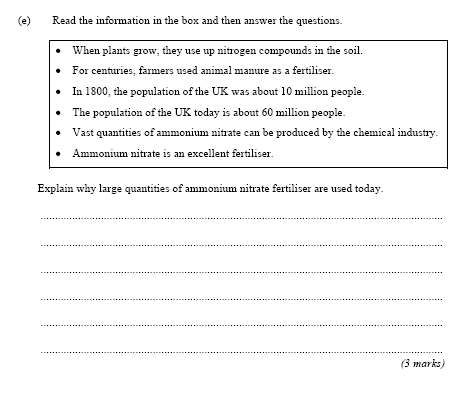 (e) Read the information in the box and then answer the questions.
• When plants grow, they use up nitrogen compounds in the soil.
• For centuries, farmers used animal manure as a fertiliser.
• In 1800, the population of the UK was about 10 million people.
• The population of the UK today is about 60 million people.
• Vast quantities of ammonium nitrate can be produced by the chemical industry.
• Ammonium nitrate is an excellent fertiliser.
Explain why large quantities of ammonium nitrate fertiliser are used today.
(3 marks)